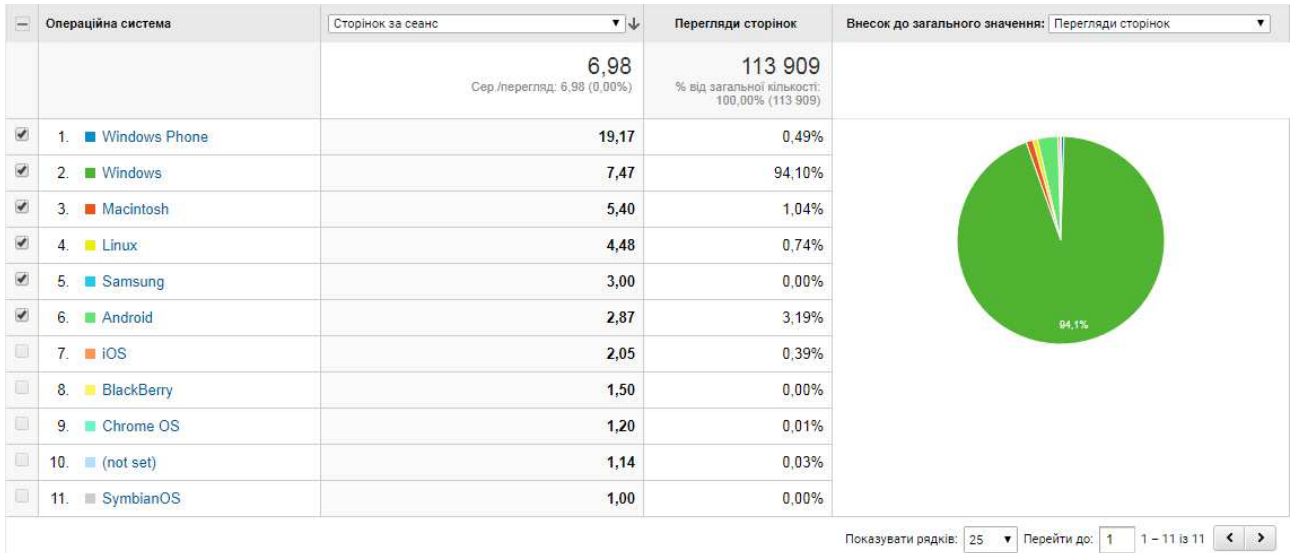 Операційна система Сторінок за сеанс Перегляди сторінок Внесок до загального значення: Перегляди сторінок
6,98 113 909
Сер./перегляд: 6,98 (0,00%) % від загальної кількості:
100,00% (113 909)
1. Windows Phone 19,17 0,49%
2. Windows 7,47 94,10%
3. Macintosh 5,40 1,04%
4. Linux 4,48 0,74%
5. Samsung 3,00 0,00%
6. Android 2,87 3,19%
94,1%
7. iOS 2,05 0,39%
8. BlackBerry 1,50 0,00%
9. Chrome OS 1,20 0,01%
10. (not set) 1,14 0,03%
11. SymbianOS 1,00 0,00%
Показувати рядків: 25 Перейти до: 1 1 – 11 із 11